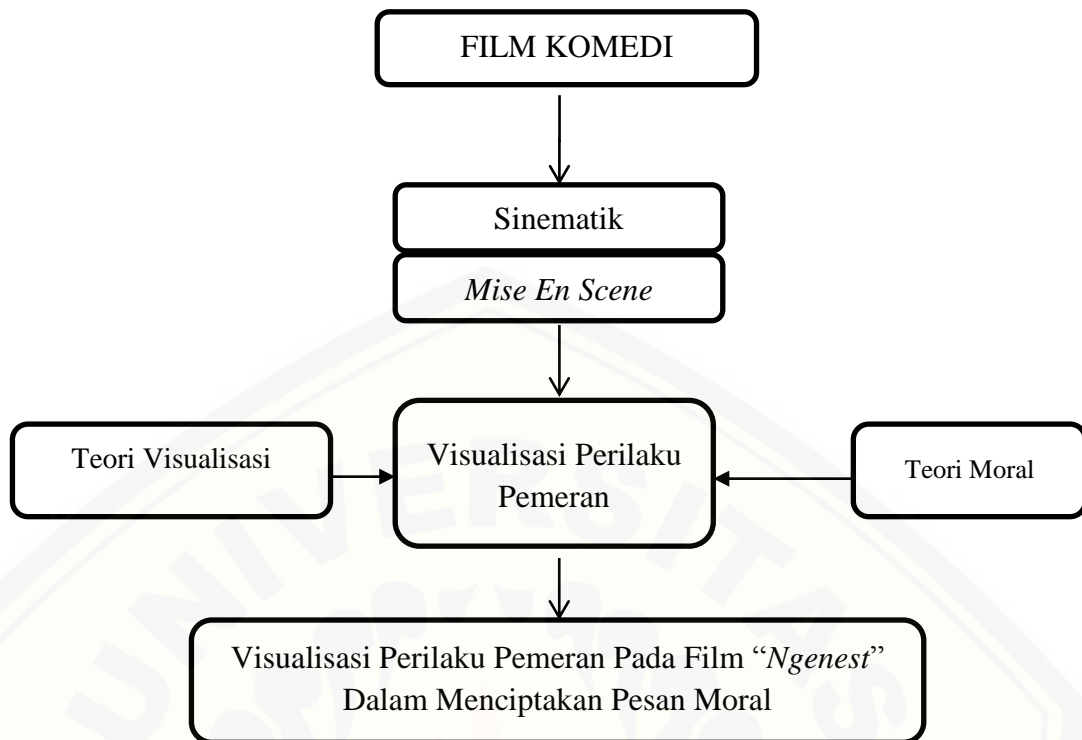 FILM KOMEDI
Sinematik
Mise En Scene
Teori Visualisasi
Visualisasi Perilaku
Pemeran
Teori Moral
Visualisasi Perilaku Pemeran Pada Film “Ngenest”
Dalam Menciptakan Pesan Moral
UNIVERSITAS